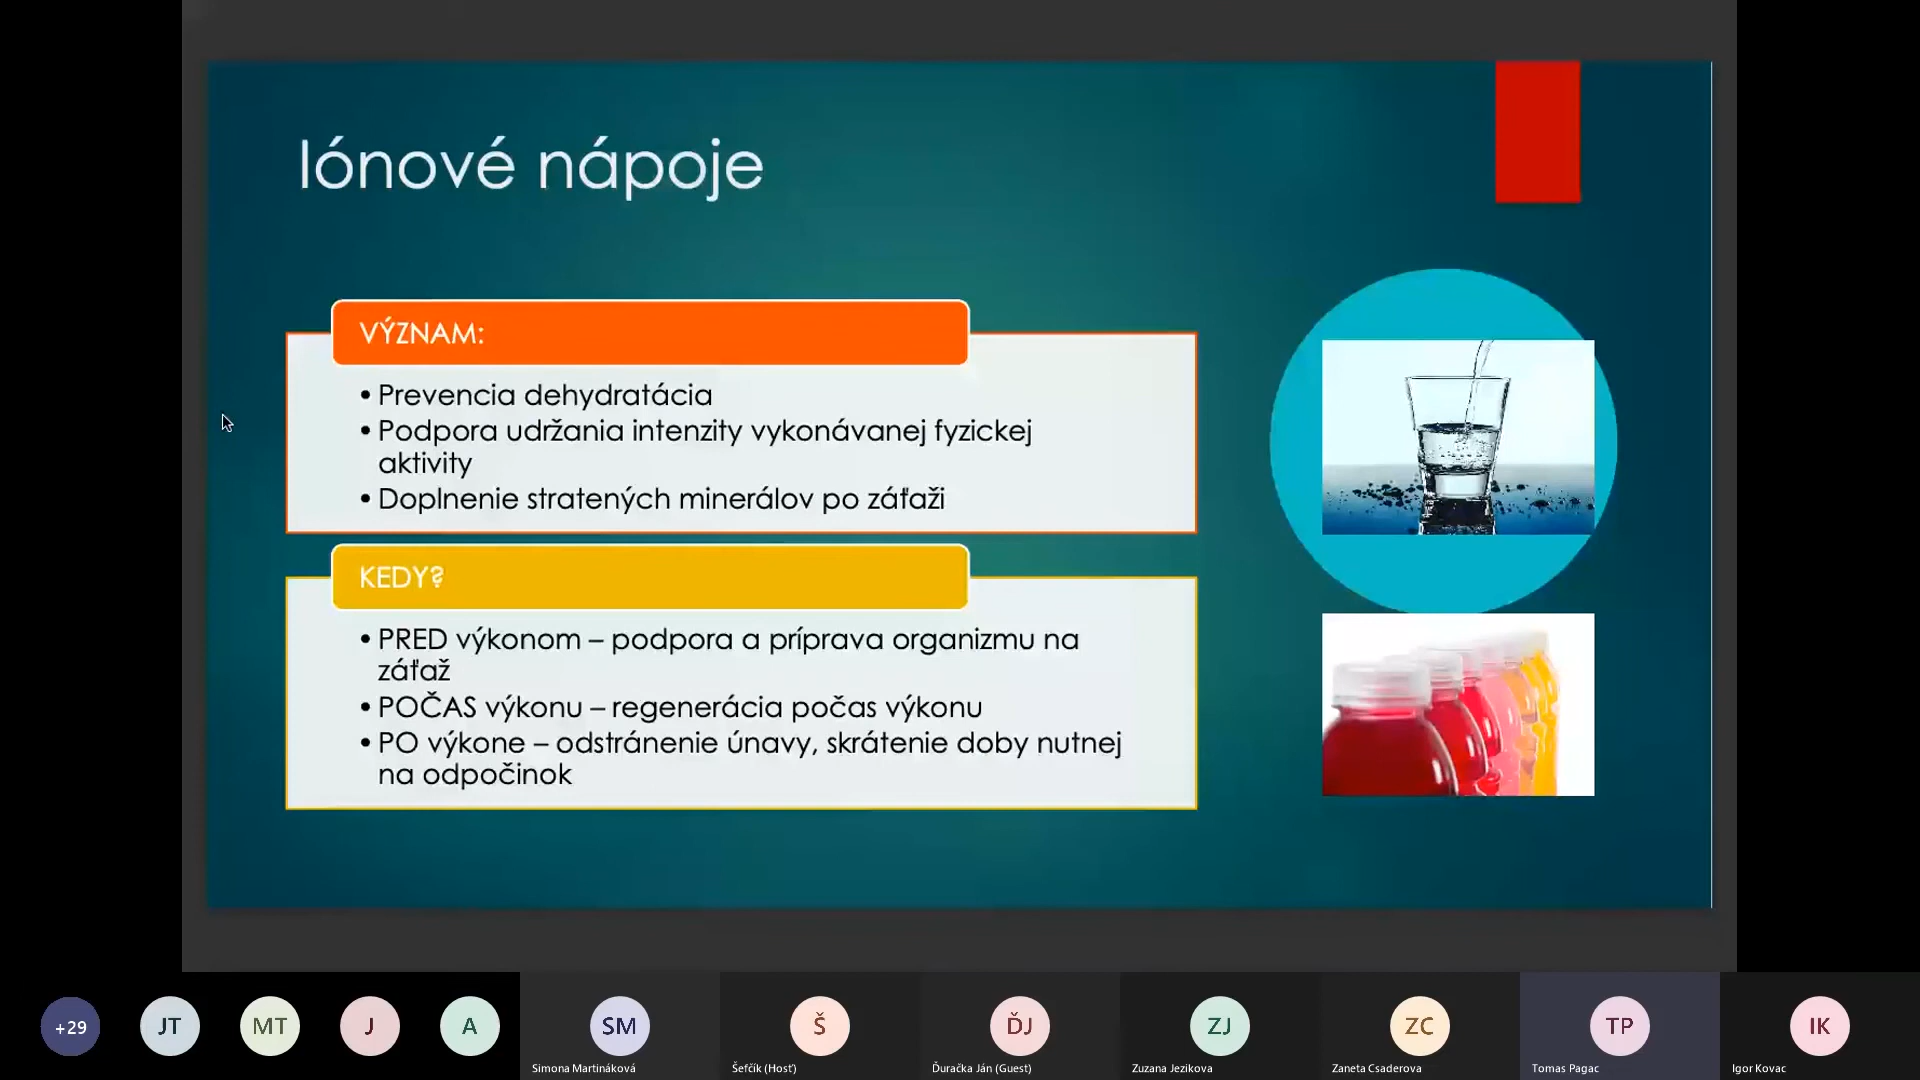 Iónové nápoje
VÝZNAM:
• Prevencia dehydratácia
• Podpora udržania intenzity vykonávanej fyzickej
aktivity
• Doplnenie stratených minerálov po záťaži
KEDY?
• PRED výkonom – podpora a príprava organizmu na
záťaž
• POČAS výkonu – regenerácia počas výkonu
• PO výkone – odstránenie únavy, skrátenie doby nutnej
na odpočinok
+29
JT
MT
J
A
SM
Š
ĎJ
ZJ
ZC
TP
IK
Simona Martináková
Šefčík (Hosť)
Ďuračka Ján (Guest)
Zuzana Jezikova
Zaneta Csaderova
Tomas Pagac
Igor Kovac